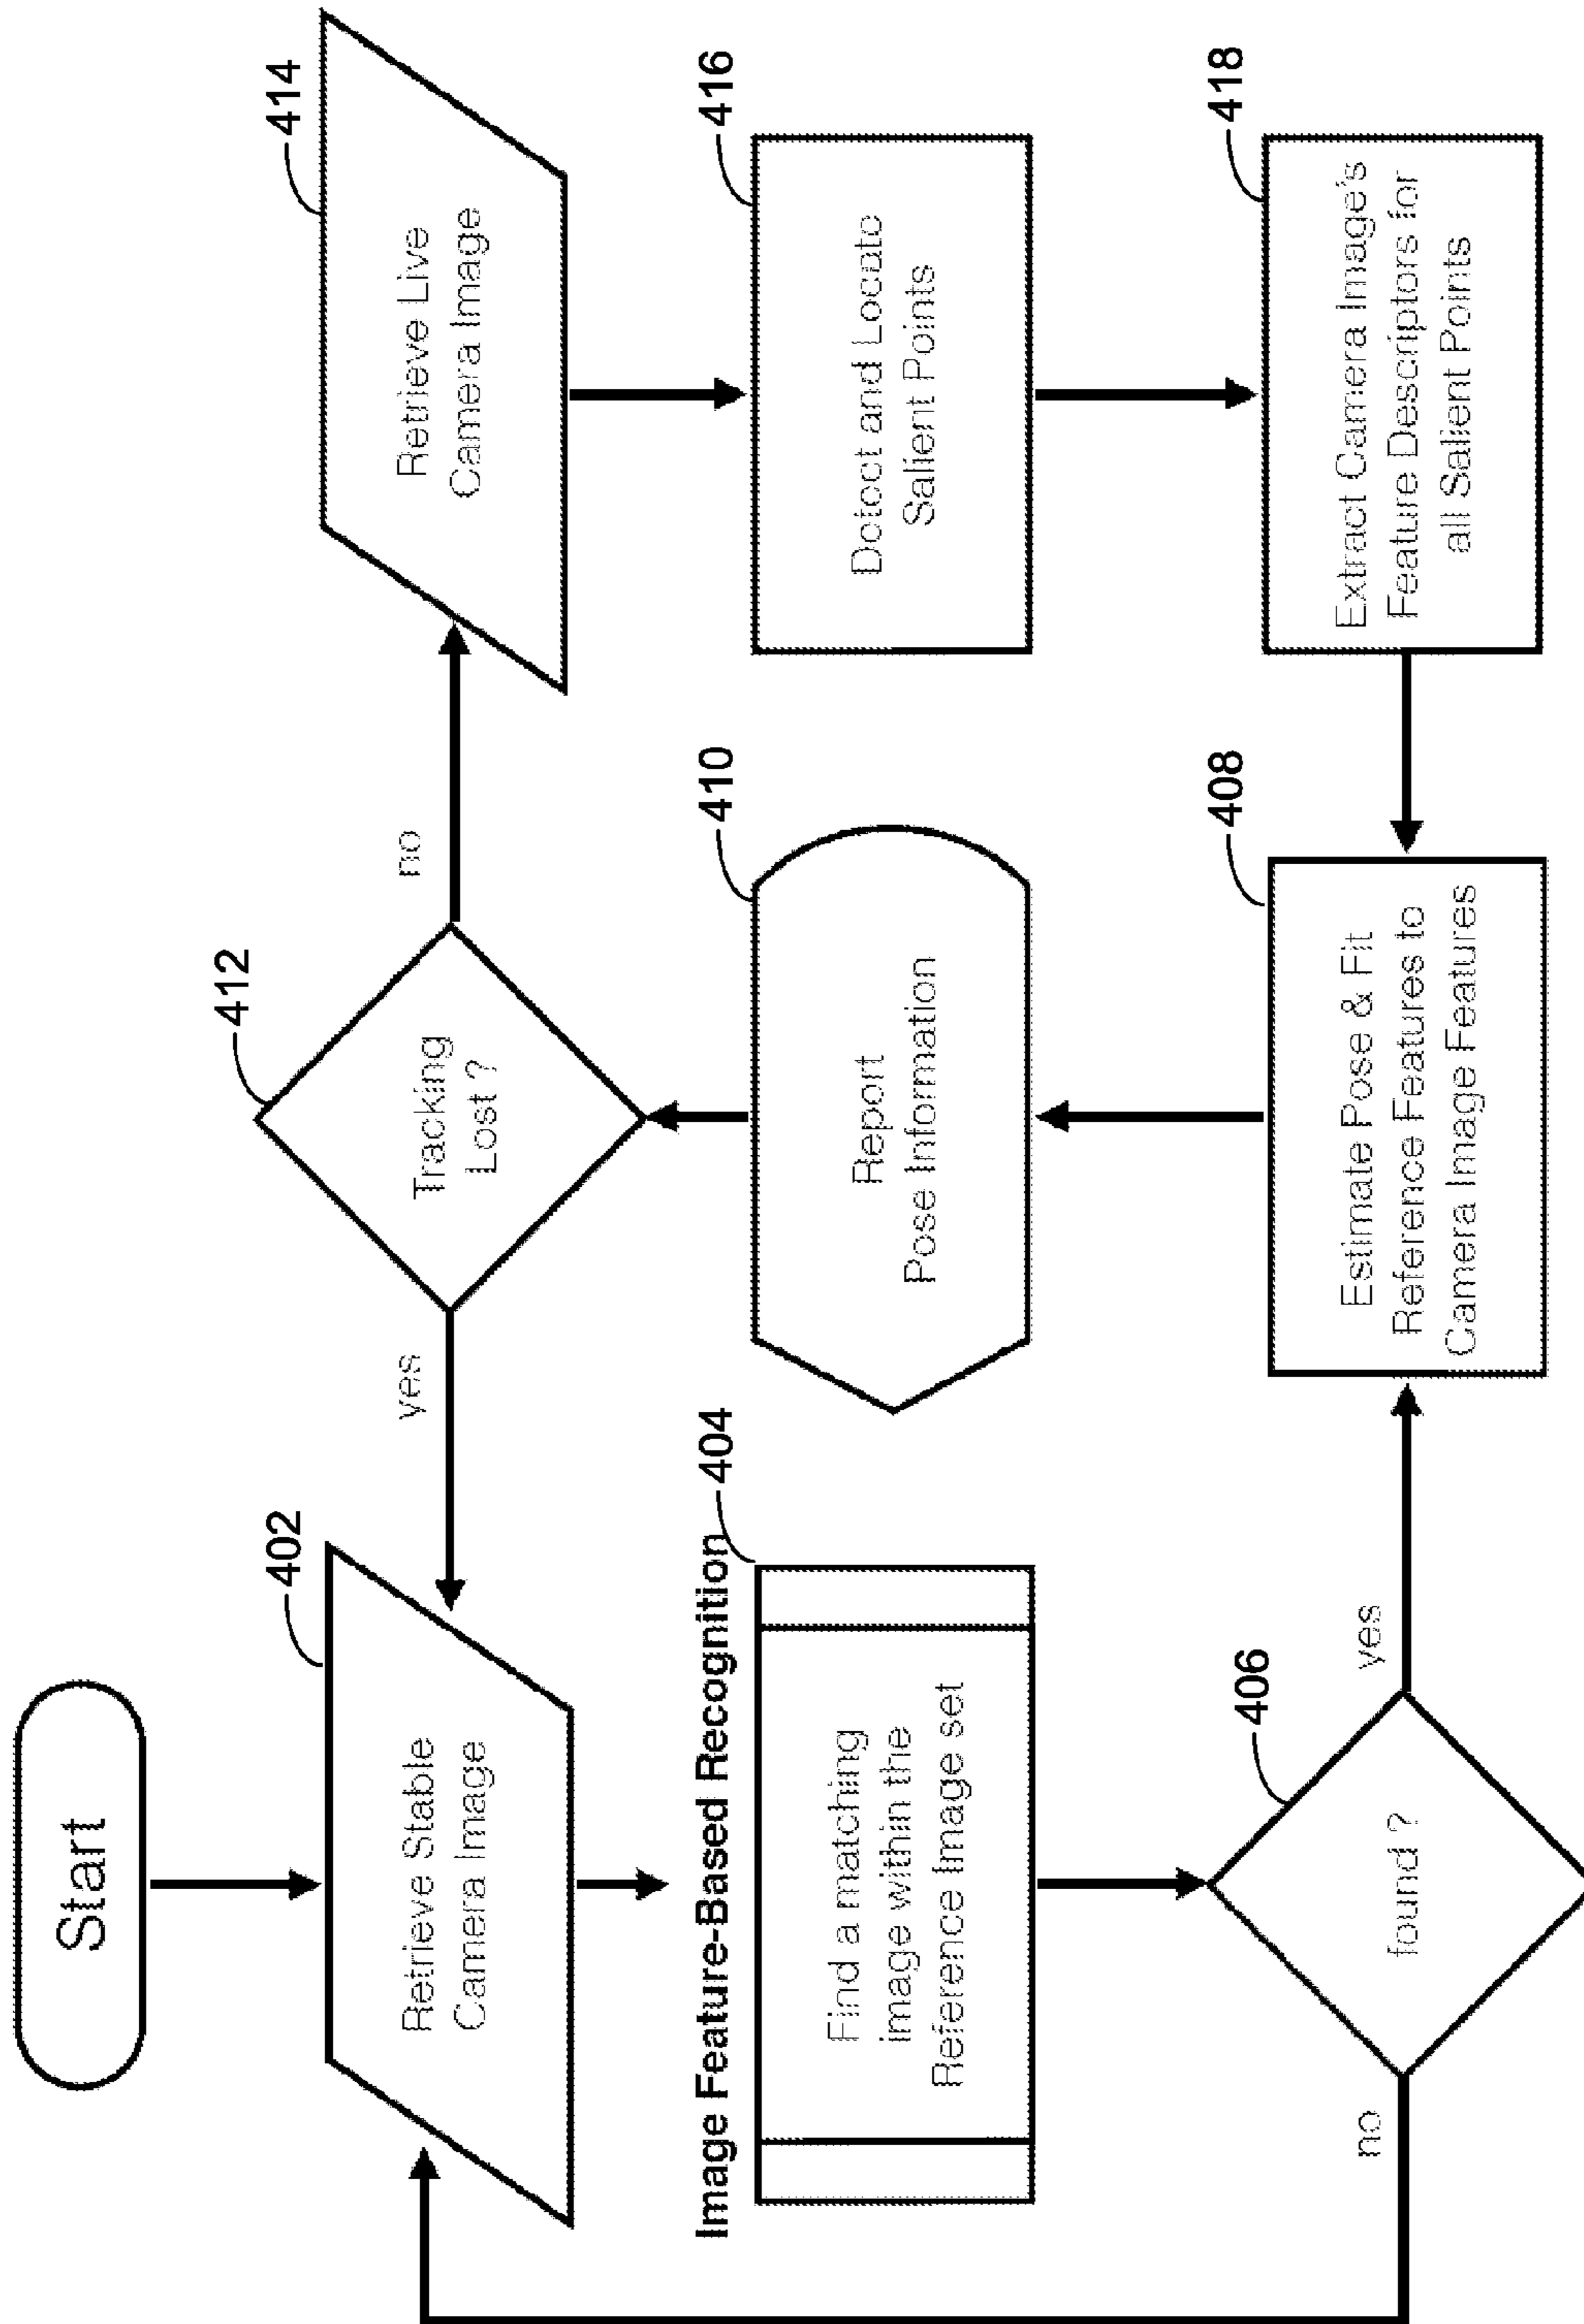 Start
402
Retrieve Stable
Camera Image
Image Feature-Based Recognition
404
Find a matching
image within the
Reference Image set
406
found ?
no
yes
408
Estimate Pose & Fit
Reference Features to
Camera Image Features
410
Report
Pose Information
412
Tracking
Lost ?
yes
no
414
Retrieve Live
Camera Image
416
Detect and Locate
Salient Points
418
Extract Camera Image's
Feature Descriptors for
all Salient Points